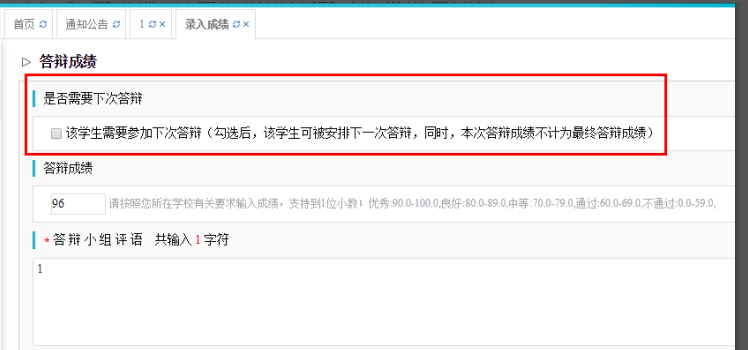 首页 通知公告 1 录入成绩
答辩成绩
是否需要下次答辩
该学生需要参加下次答辩（勾选后，该学生可被安排下一次答辩，同时，本次答辩成绩不计为最终答辩成绩）
答辩成绩
96 请按照您所在学校有关要求输入成绩，支持到1位小数：优秀:90.0-100.0,良好:80.0-89.0,中等:70.0-79.0,通过:60.0-69.0,不通过:0.0-59.0,
* 答辩小组评语 共输入 1 字符
1